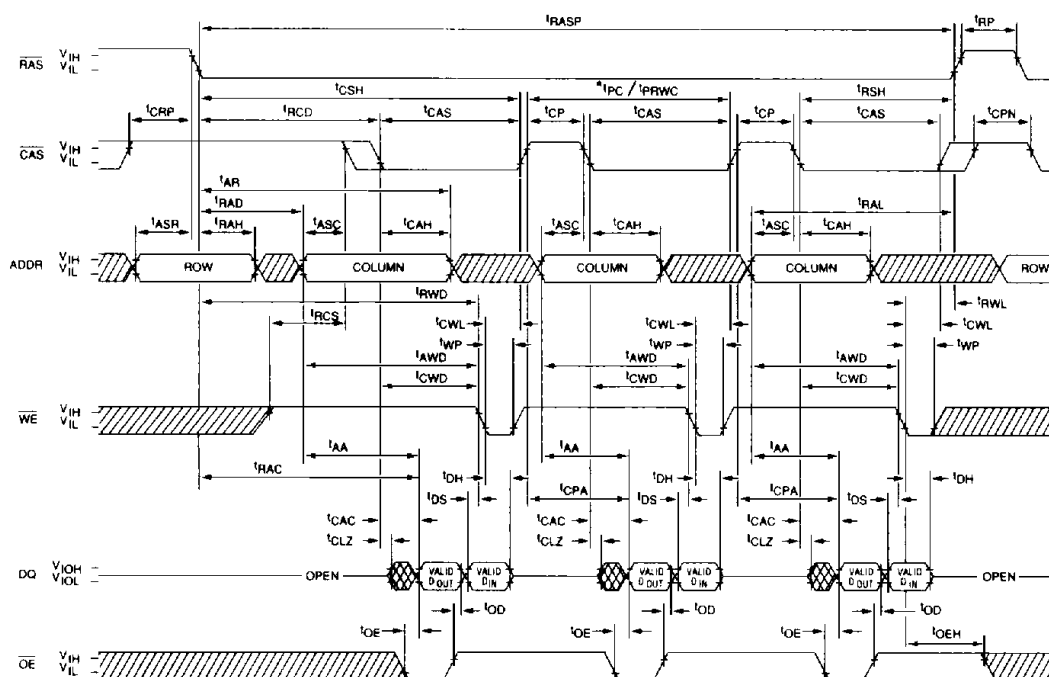 tRASP
tRP
RAS VIH VIL
tCSH
*tPC / tPRWC
tRSH
tCRP tRCD tCAS tCP tCAS tCP tCAS tCPN
CAS VIH VIL
tAR
tRAD
tRAL
tASR tRAH tASC tCAH tASC tCAH tASC tCAH
ADDR VIH VIL ROW COLUMN COLUMN COLUMN ROW
tRWD
tRWL
tRCS tCWL tCWL tCWL
tWP tWP tWP
tAWD tAWD tAWD
tCWD tCWD tCWD
WE VIH VIL
tAA tAA tAA
tRAC tDH tDH tDH
tDS tCPA tDS tCPA tDS
tCAC tCAC tCAC
tCLZ tCLZ tCLZ
DQ VIOH VIOL OPEN VALID DOUT VALID DIN VALID DOUT VALID DIN VALID DOUT VALID DIN OPEN
tOD tOD tOD
tOE tOE tOE tOEH
OE VIH VIL